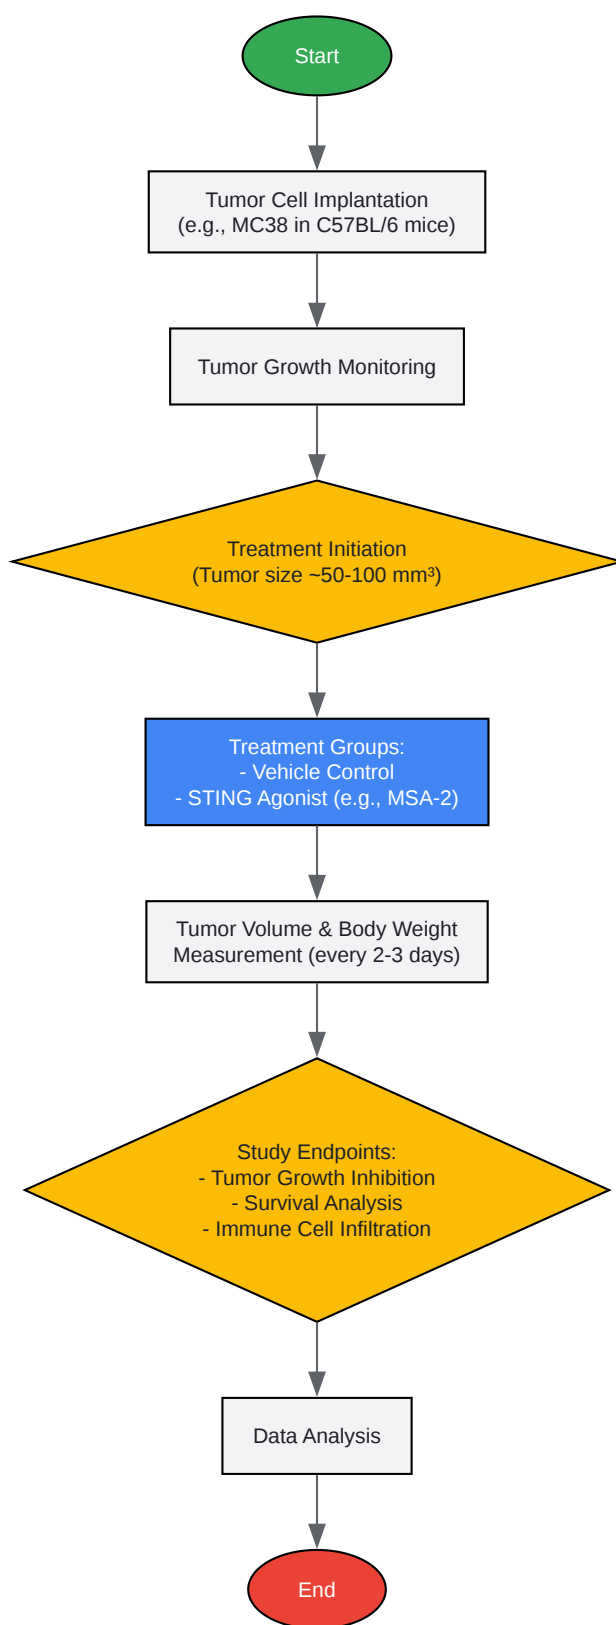 Start
Tumor Cell Implantation
(e.g., MC38 in C57BL/6 mice)
Tumor Growth Monitoring
Treatment Initiation
(Tumor size ~50-100 mm³)
Treatment Groups:
- Vehicle Control
- STING Agonist (e.g., MSA-2)
Tumor Volume & Body Weight
Measurement (every 2-3 days)
Study Endpoints:
- Tumor Growth Inhibition
- Survival Analysis
- Immune Cell Infiltration
Data Analysis
End